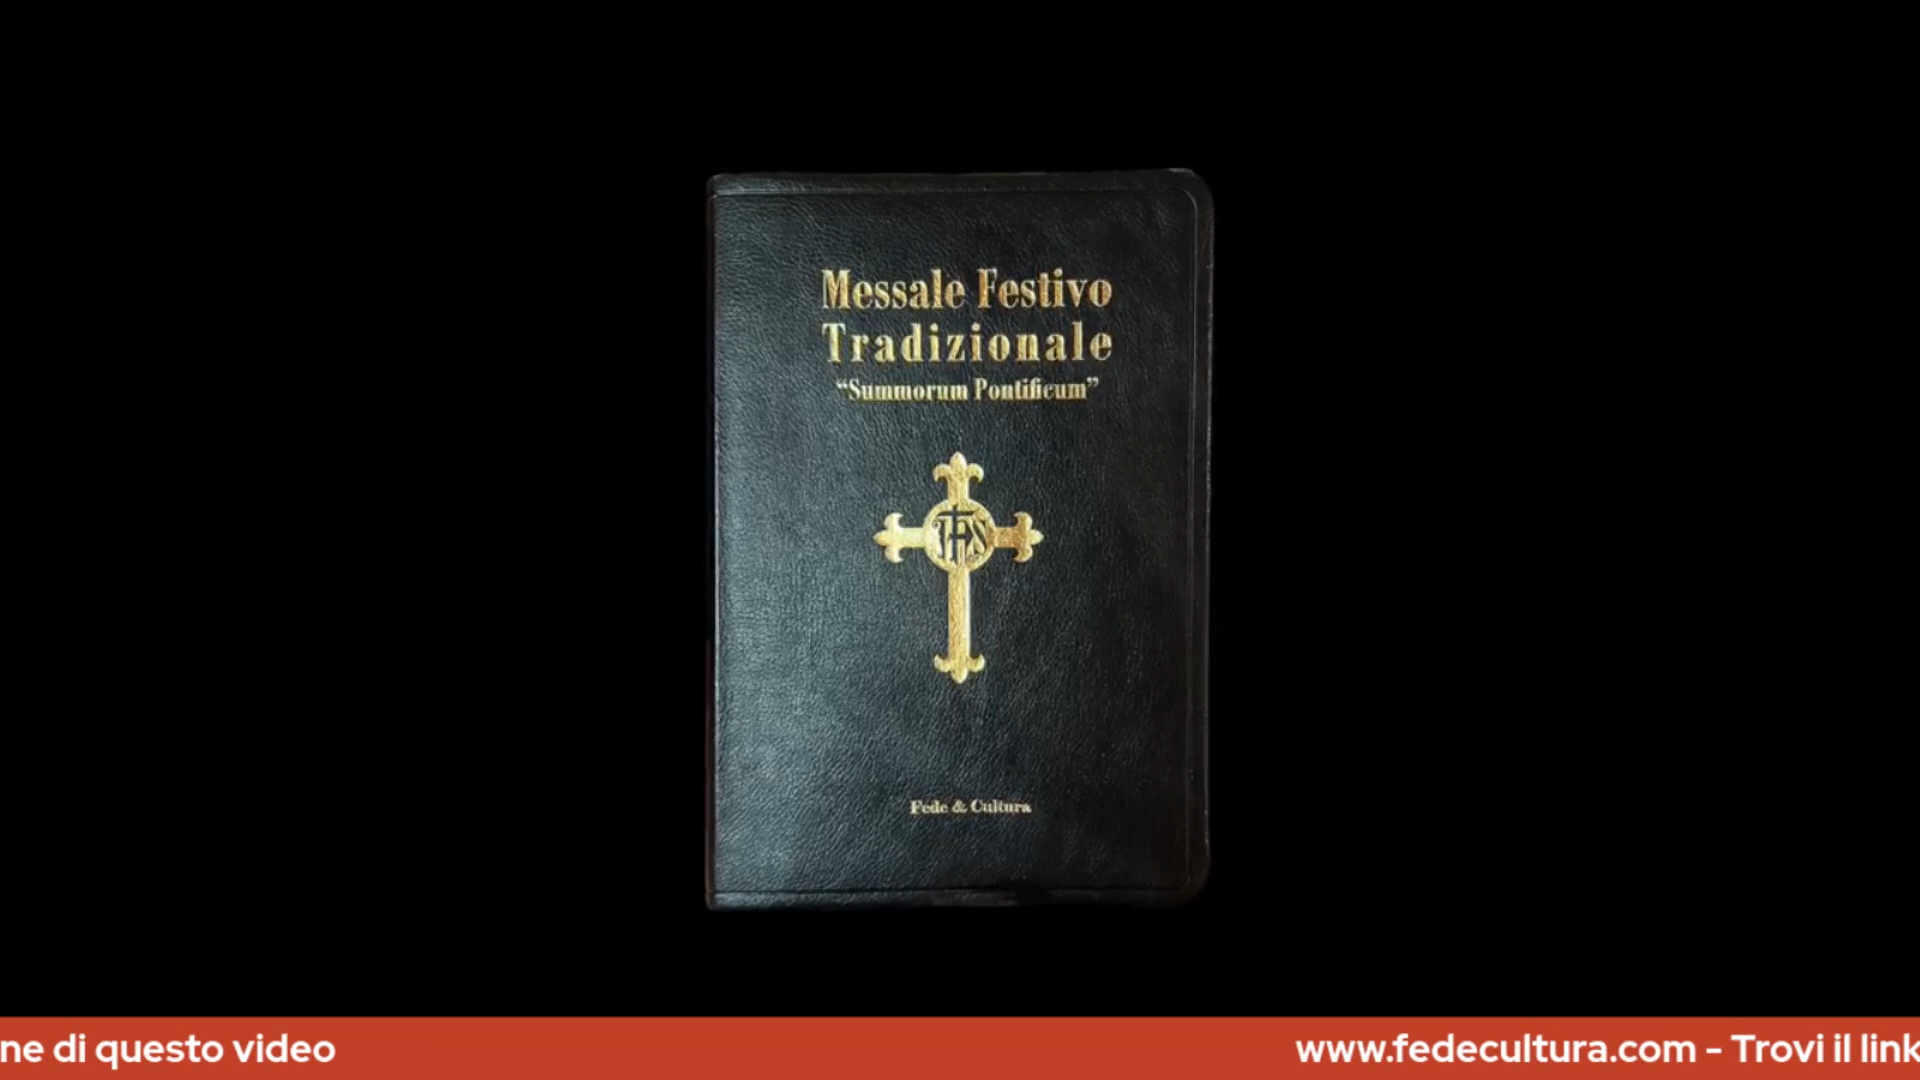 Messale Festivo
Tradizionale
“Summorum Pontificum”
IHS
Fede & Cultura
ne di questo video
www.fedecultura.com - Trovi il link